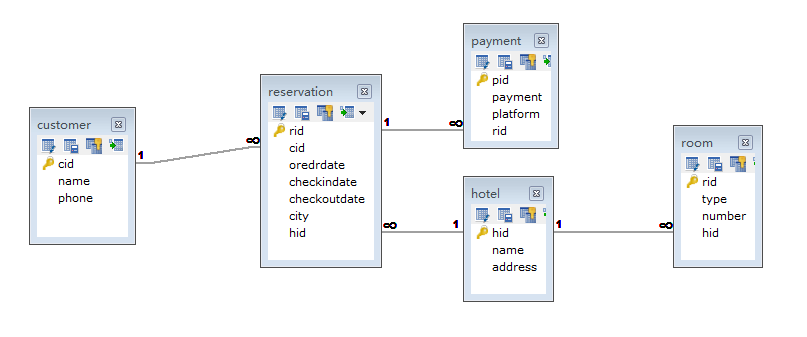 customer
cid
name
phone
1
∞
reservation
rid
cid
oredrdate
checkindate
checkoutdate
city
hid
1
∞
payment
pid
payment
platform
rid
∞
1
hotel
hid
name
address
1
∞
room
rid
type
number
hid